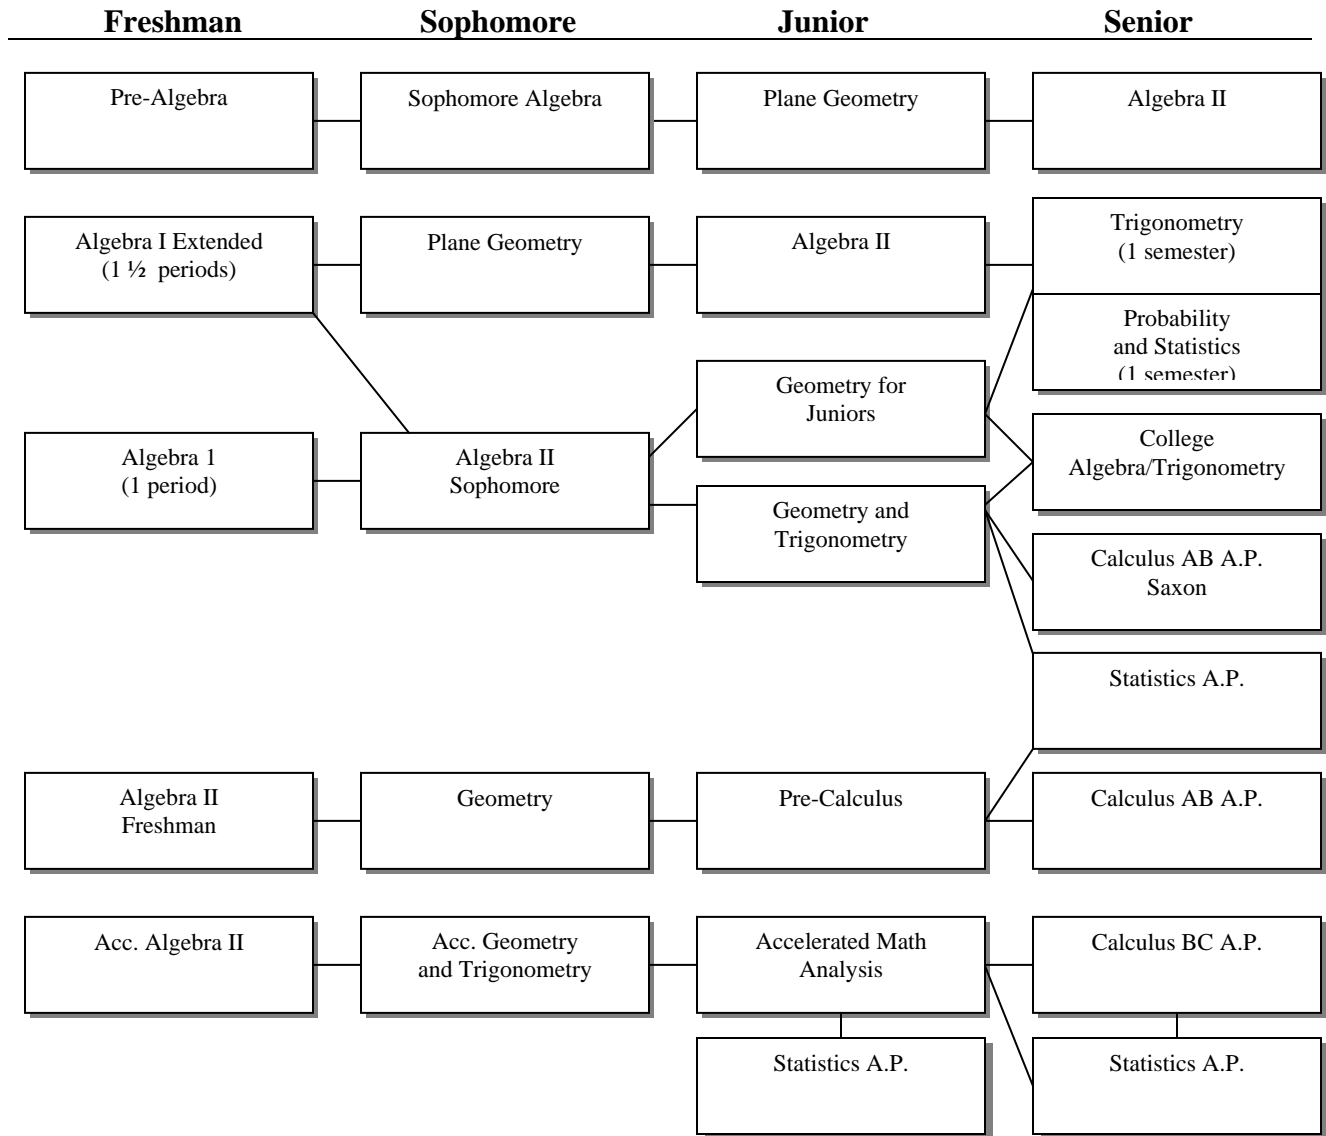 Freshman Sophomore Junior Senior
Pre-Algebra
Sophomore Algebra
Plane Geometry
Algebra II
Algebra I Extended
(1 ½ periods)
Plane Geometry
Algebra II
Trigonometry
(1 semester)
Probability
and Statistics
(1 semester)
Geometry for
Juniors
Algebra 1
(1 period)
Algebra II
Sophomore
Geometry and
Trigonometry
College
Algebra/Trigonometry
Calculus AB A.P.
Saxon
Statistics A.P.
Algebra II
Freshman
Geometry
Pre-Calculus
Calculus AB A.P.
Acc. Algebra II
Acc. Geometry
and Trigonometry
Accelerated Math
Analysis
Calculus BC A.P.
Statistics A.P.
Statistics A.P.